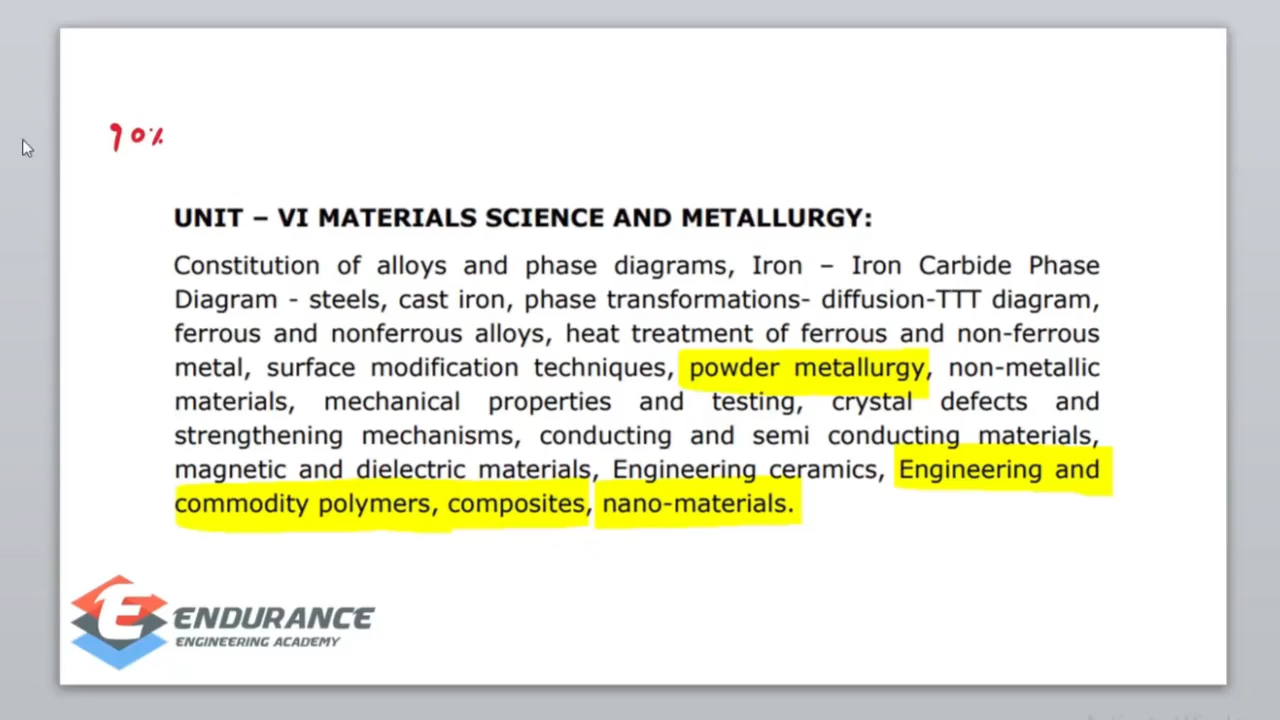 90%
UNIT – VI MATERIALS SCIENCE AND METALLURGY:
Constitution of alloys and phase diagrams, Iron – Iron Carbide Phase
Diagram - steels, cast iron, phase transformations- diffusion-TTT diagram,
ferrous and nonferrous alloys, heat treatment of ferrous and non-ferrous
metal, surface modification techniques, powder metallurgy, non-metallic
materials, mechanical properties and testing, crystal defects and
strengthening mechanisms, conducting and semi conducting materials,
magnetic and dielectric materials, Engineering ceramics, Engineering and
commodity polymers, composites, nano-materials.
ENDURANCE
ENGINEERING ACADEMY